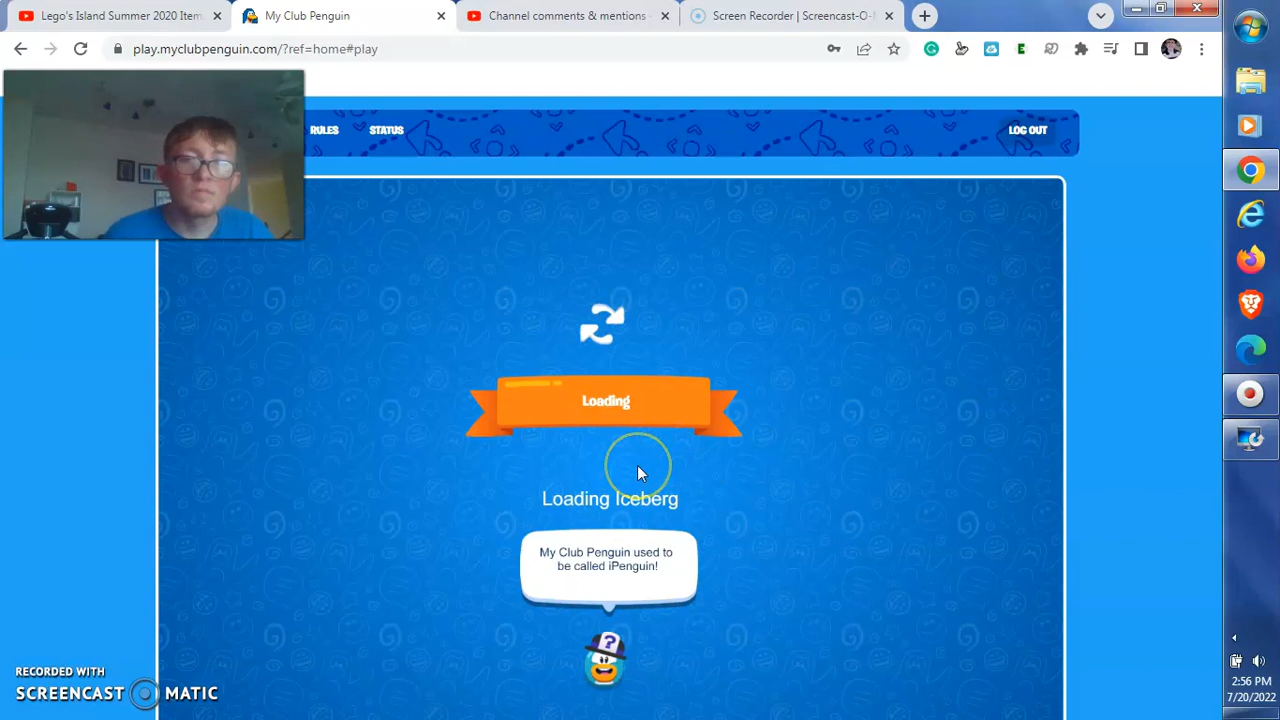 Lego's Island Summer 2020 Item
My Club Penguin
Channel comments & mentions -
Screen Recorder | Screencast-O-
play.myclubpenguin.com/?ref=home#play
RULES STATUS LOG OUT
Loading
Loading Iceberg
My Club Penguin used to
be called iPenguin!
?
RECORDED WITH
SCREENCAST MATIC
2:56 PM
7/20/2022